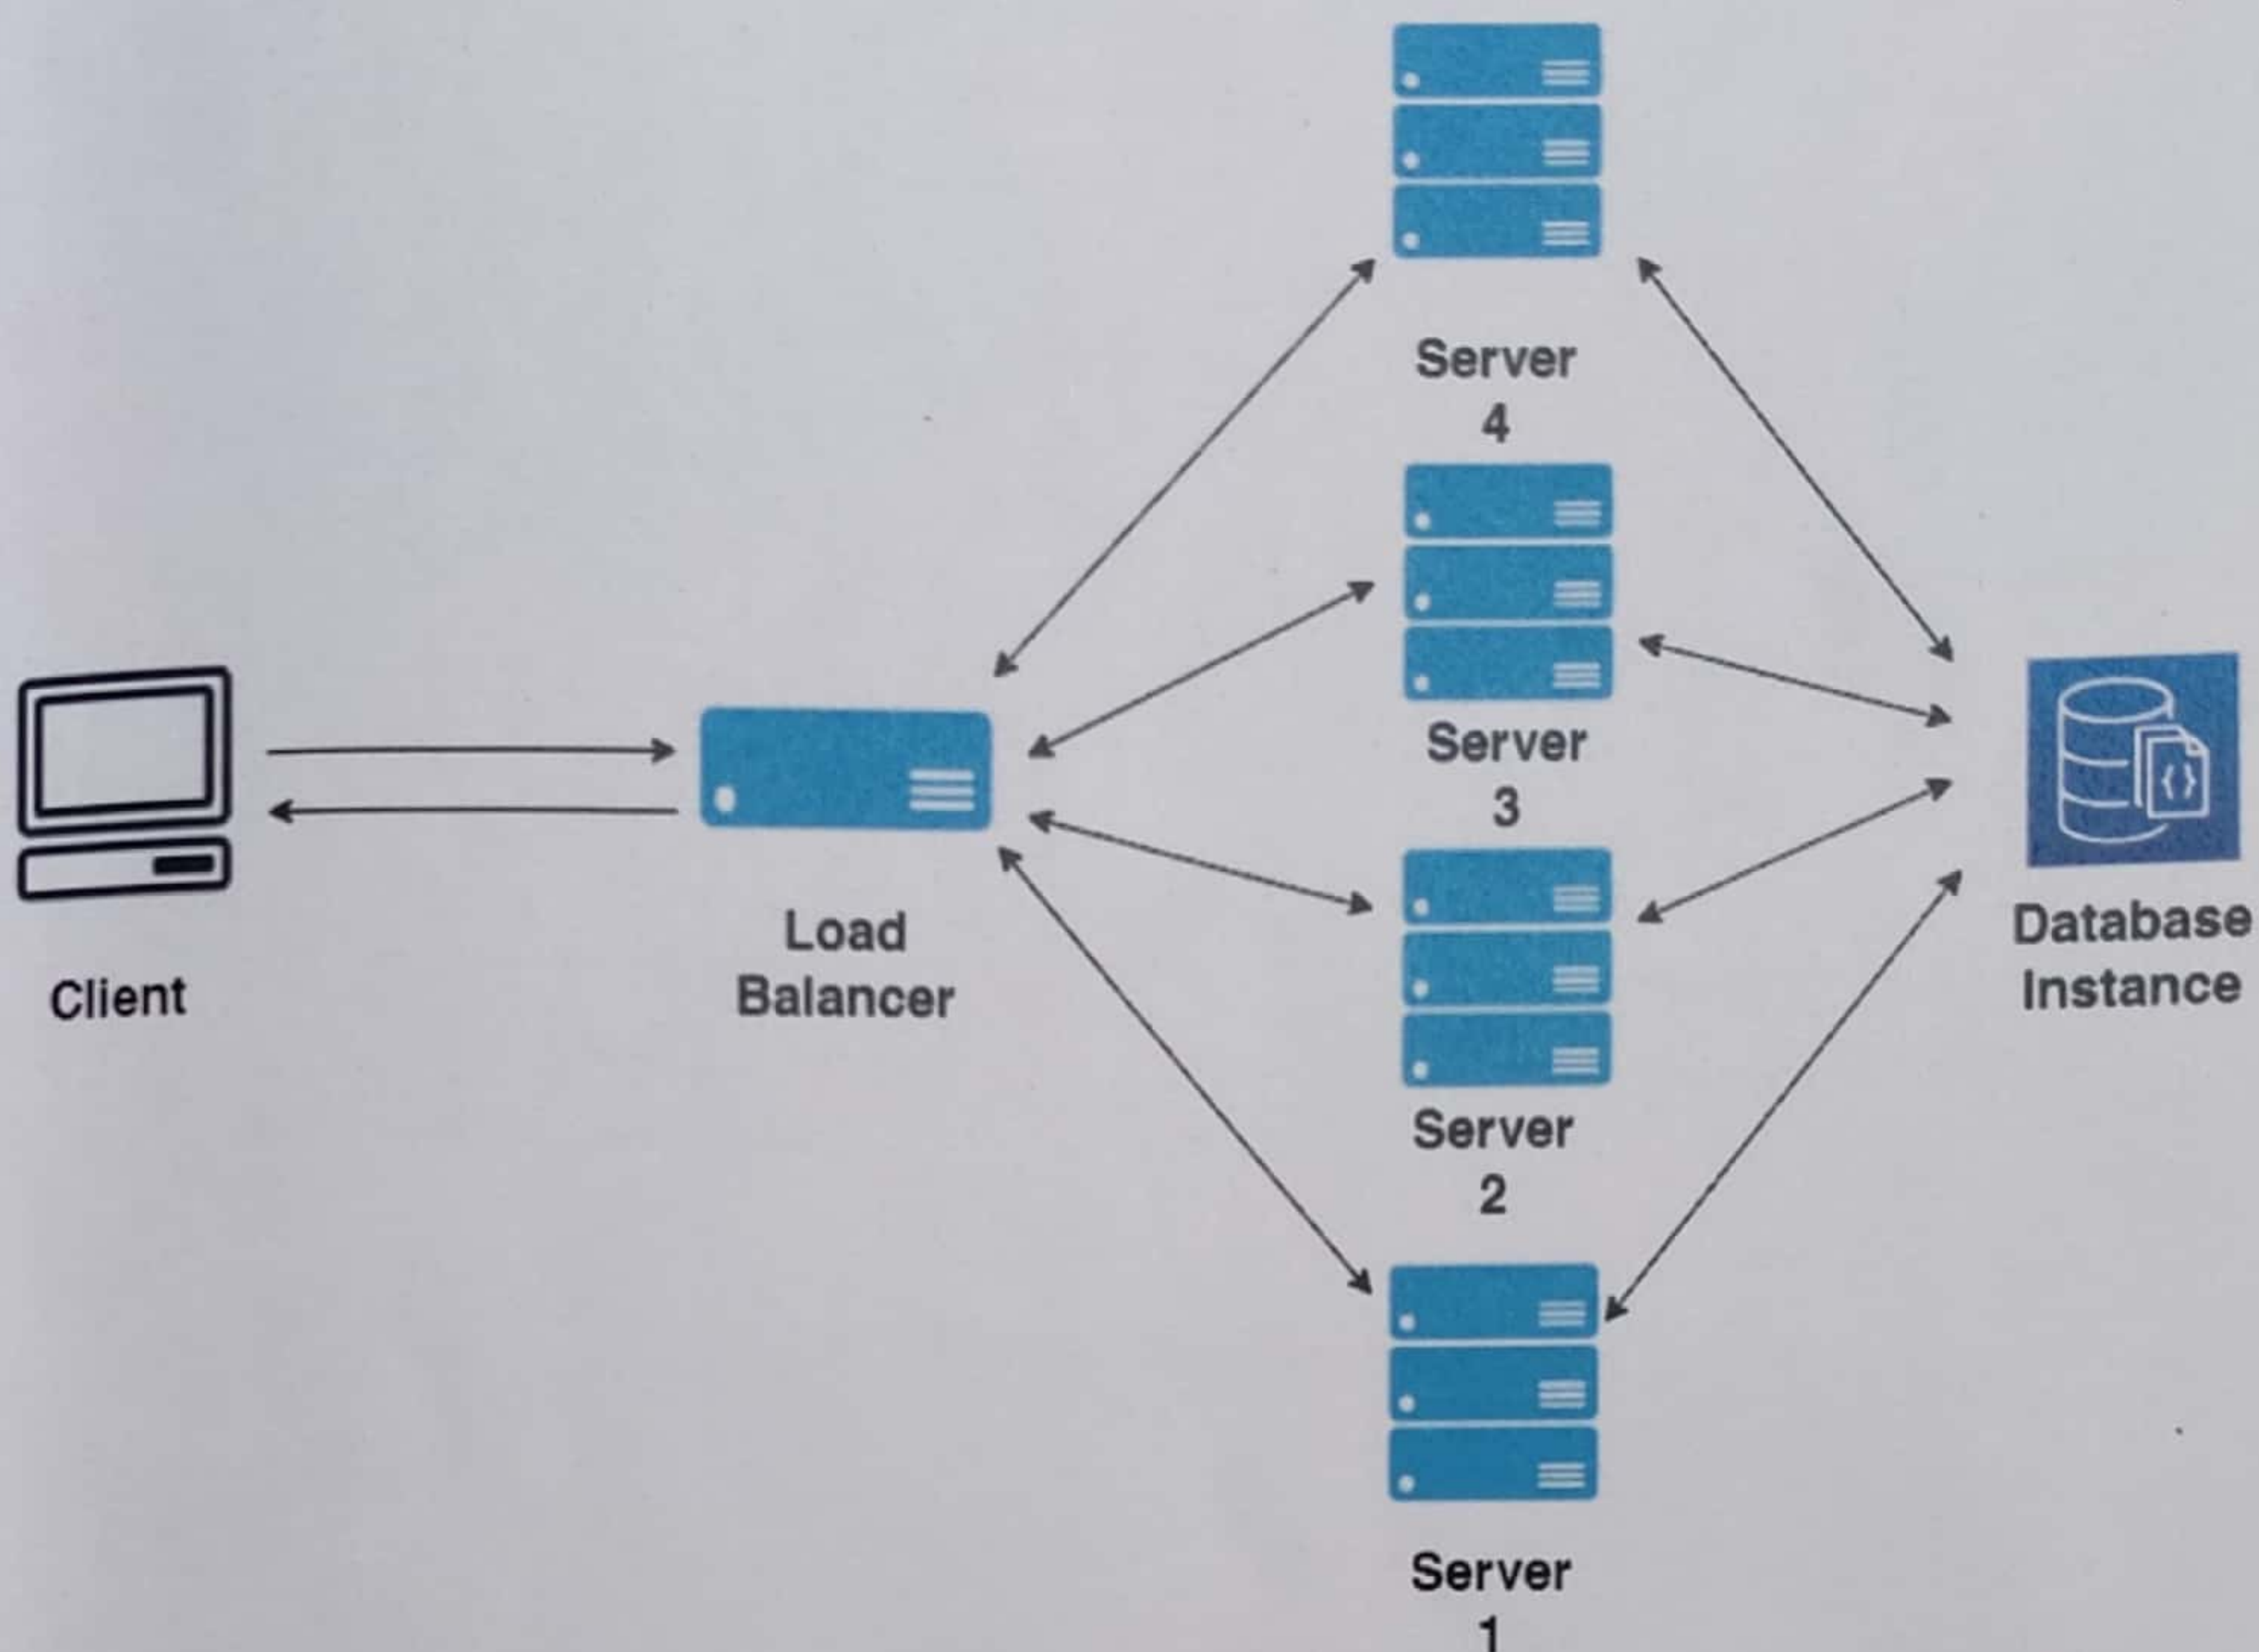 Server
4
Server
3
Client
Load
Balancer
Database
Instance
Server
2
Server
1